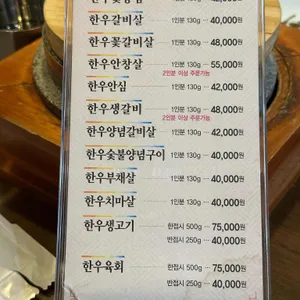 1인분 130g
한우갈비살 1인분 130g ··· 40,000원
한우꽃갈비살 1인분 130g ··· 48,000원
한우안창살 1인분 130g ··· 55,000원
2인분 이상 주문가능
한우안심 1인분 130g ··· 42,000원
한우생갈비 1인분 130g ··· 48,000원
2인분 이상 주문가능
한우양념갈비살 1인분 130g ··· 42,000원
한우숯불양념구이 1인분 130g ··· 40,000원
한우부채살 1인분 130g ··· 40,000원
한우치마살 1인분 130g ··· 40,000원
한우생고기 한접시 500g ··· 75,000원
반접시 250g ··· 40,000원
한우육회 한접시 500g ··· 75,000원
반접시 250g ··· 40,000원